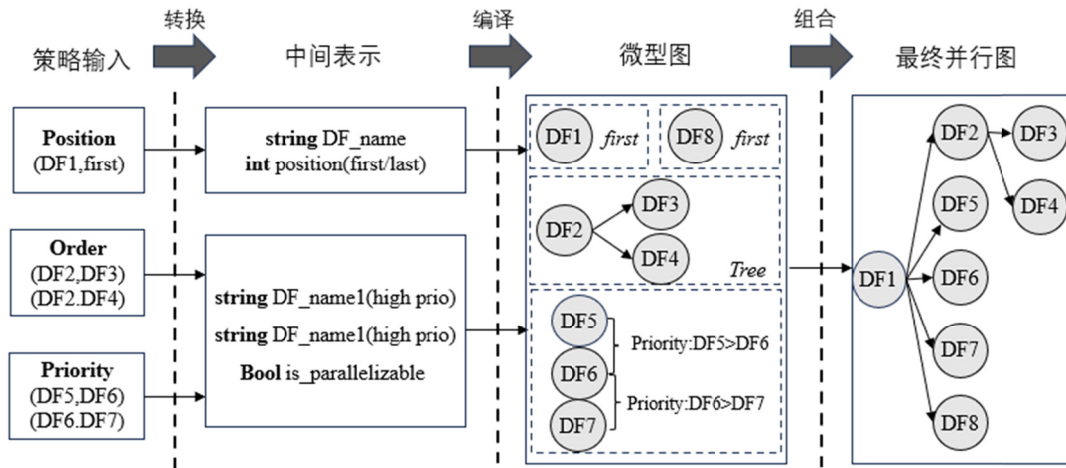 转换
编译
组合
策略输入
中间表示
微型图
最终并行图
Position
(DF1,first)
Order
(DF2,DF3)
(DF2.DF4)
Priority
(DF5,DF6)
(DF6.DF7)
string DF_name
int position(first/last)
string DF_name1(high prio)
string DF_name1(high prio)
Bool is_parallelizable
DF1 first
DF8 first
DF2
DF3
DF4
Tree
DF5
DF6
DF7
Priority:DF5>DF6
Priority:DF6>DF7
DF1
DF2
DF3
DF4
DF5
DF6
DF7
DF8